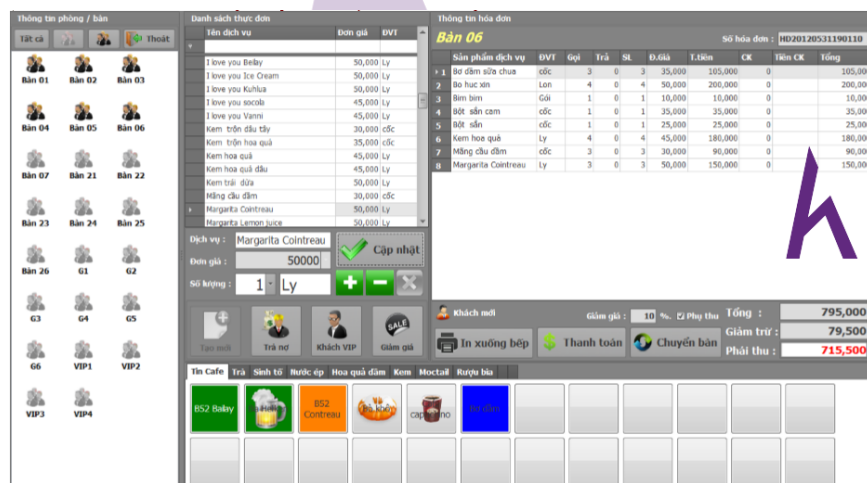 Thông tin phòng / bàn
Tất cả
Thoát
Bàn 01 Bàn 02 Bàn 03
Bàn 04 Bàn 05 Bàn 06
Bàn 07 Bàn 21 Bàn 22
Bàn 23 Bàn 24 Bàn 25
Bàn 26 G1 G2
G3 G4 G5
G6 VIP1 VIP2
VIP3 VIP4
Danh sách thực đơn
Tên dịch vụ Đơn giá ĐVT
I love you Belay 50,000 Ly
I love you Ice Cream 50,000 Ly
I love you Kuhlua 50,000 Ly
I love you socola 45,000 Ly
I love you Vanni 45,000 Ly
Kem trộn dâu tây 30,000 cốc
Kem trộn hoa quả 35,000 cốc
Kem hoa quả 45,000 Ly
Kem hoa quả dâu 45,000 Ly
Kem trái dừa 50,000 Ly
Mãng cầu dầm 30,000 cốc
Margarita Cointreau 50,000 Ly
Margarita Lemon juice 50,000 Ly
Dịch vụ : Margarita Cointreau
Đơn giá : 50000
Cập nhật
Số lượng : 1 Ly
Tạo mới Trả nợ Khách VIP Giảm giá
SALE
Thông tin hóa đơn
Bàn 06
Số hóa đơn : HD20120531190110
Sản phẩm dịch vụ ĐVT Gọi Trả SL Đ.Giá T.tiền CK Tiền CK Tổng
1 Bơ dầm sữa chua cốc 3 0 3 35,000 105,000 0 105,00
2 Bo huc xin Lon 4 0 4 50,000 200,000 0 200,00
3 Bim bim Gói 1 0 1 10,000 10,000 0 10,00
4 Bột sắn cam cốc 1 0 1 35,000 35,000 0 35,00
5 Bột sắn cốc 1 0 1 25,000 25,000 0 25,00
6 Kem hoa quả Ly 4 0 4 45,000 180,000 0 180,00
7 Mãng cầu dầm cốc 3 0 3 30,000 90,000 0 90,00
8 Margarita Cointreau Ly 3 0 3 50,000 150,000 0 150,00
h
Khách mới
Giảm giá : 10 %. Phụ thu
Tổng : 795,000
Giảm trừ : 79,500
Phải thu : 715,500
In xuống bếp Thanh toán Chuyển bàn
Tin Cafe Trà Sinh tố Nước ép Hoa quả dầm Kem Moctail Rượu bia
B52 Balay
B52 Contreau
Bơ dầm